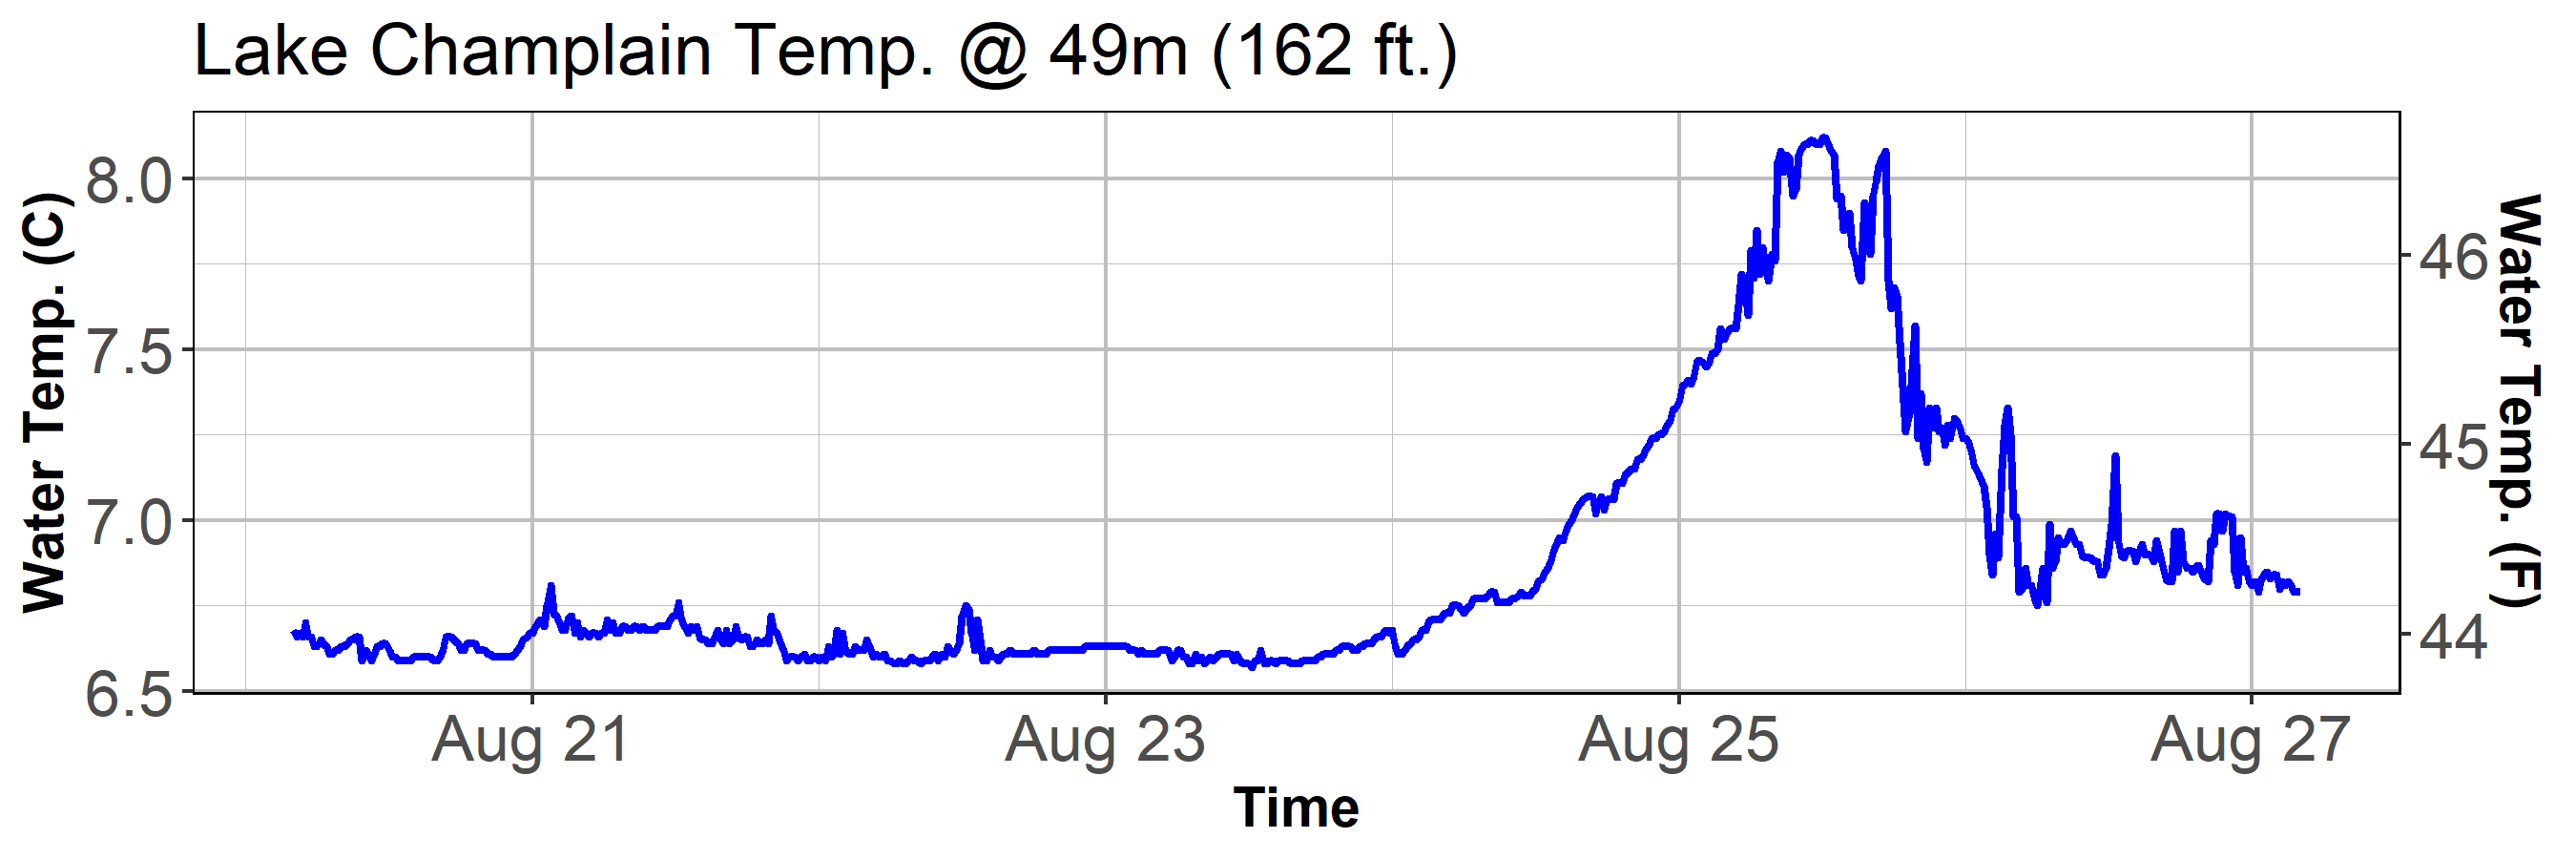 Lake Champlain Temp. @ 49m (162 ft.)
Water Temp. (C)
8.0
7.5
7.0
6.5
46
45
44
Water Temp. (F)
Aug 21 Aug 23 Aug 25 Aug 27
Time